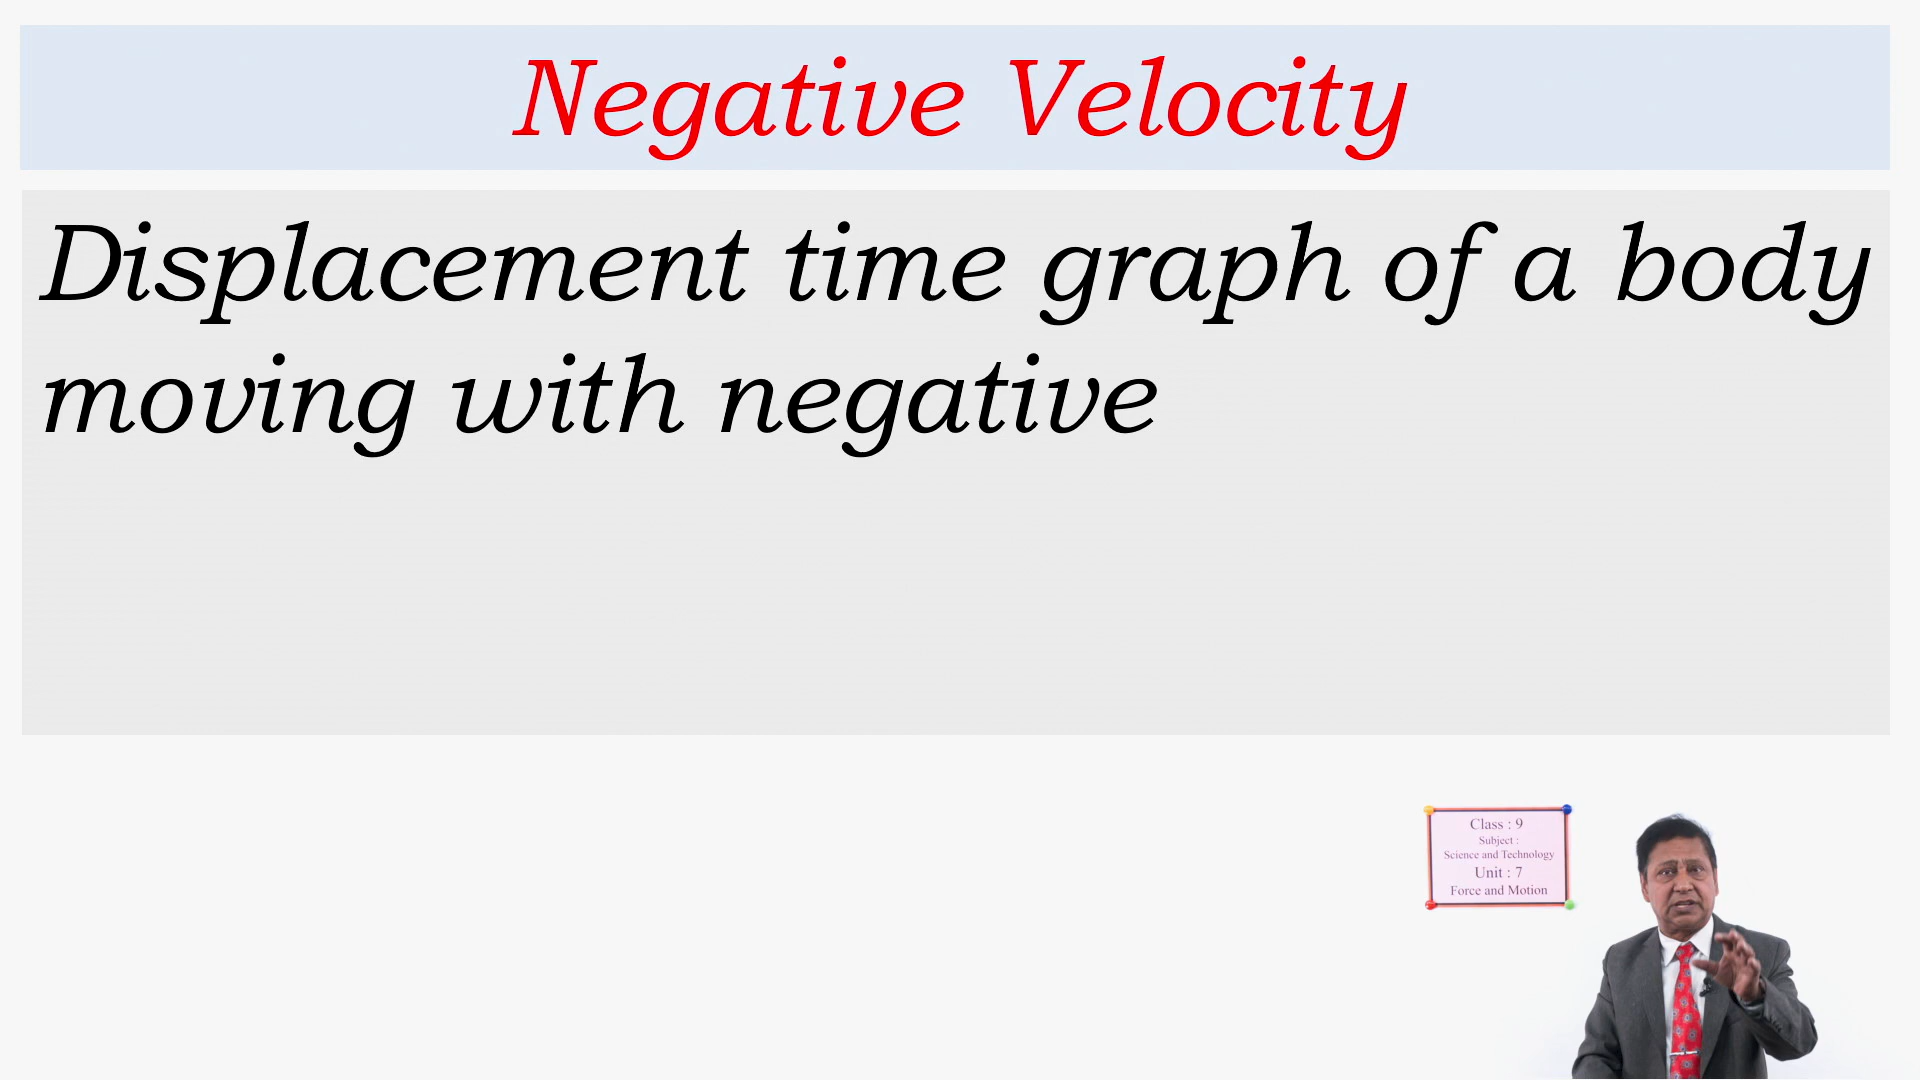 Negative Velocity
Displacement time graph of a body
moving with negative
Class : 9
Subject :
Science and Technology
Unit : 7
Force and Motion